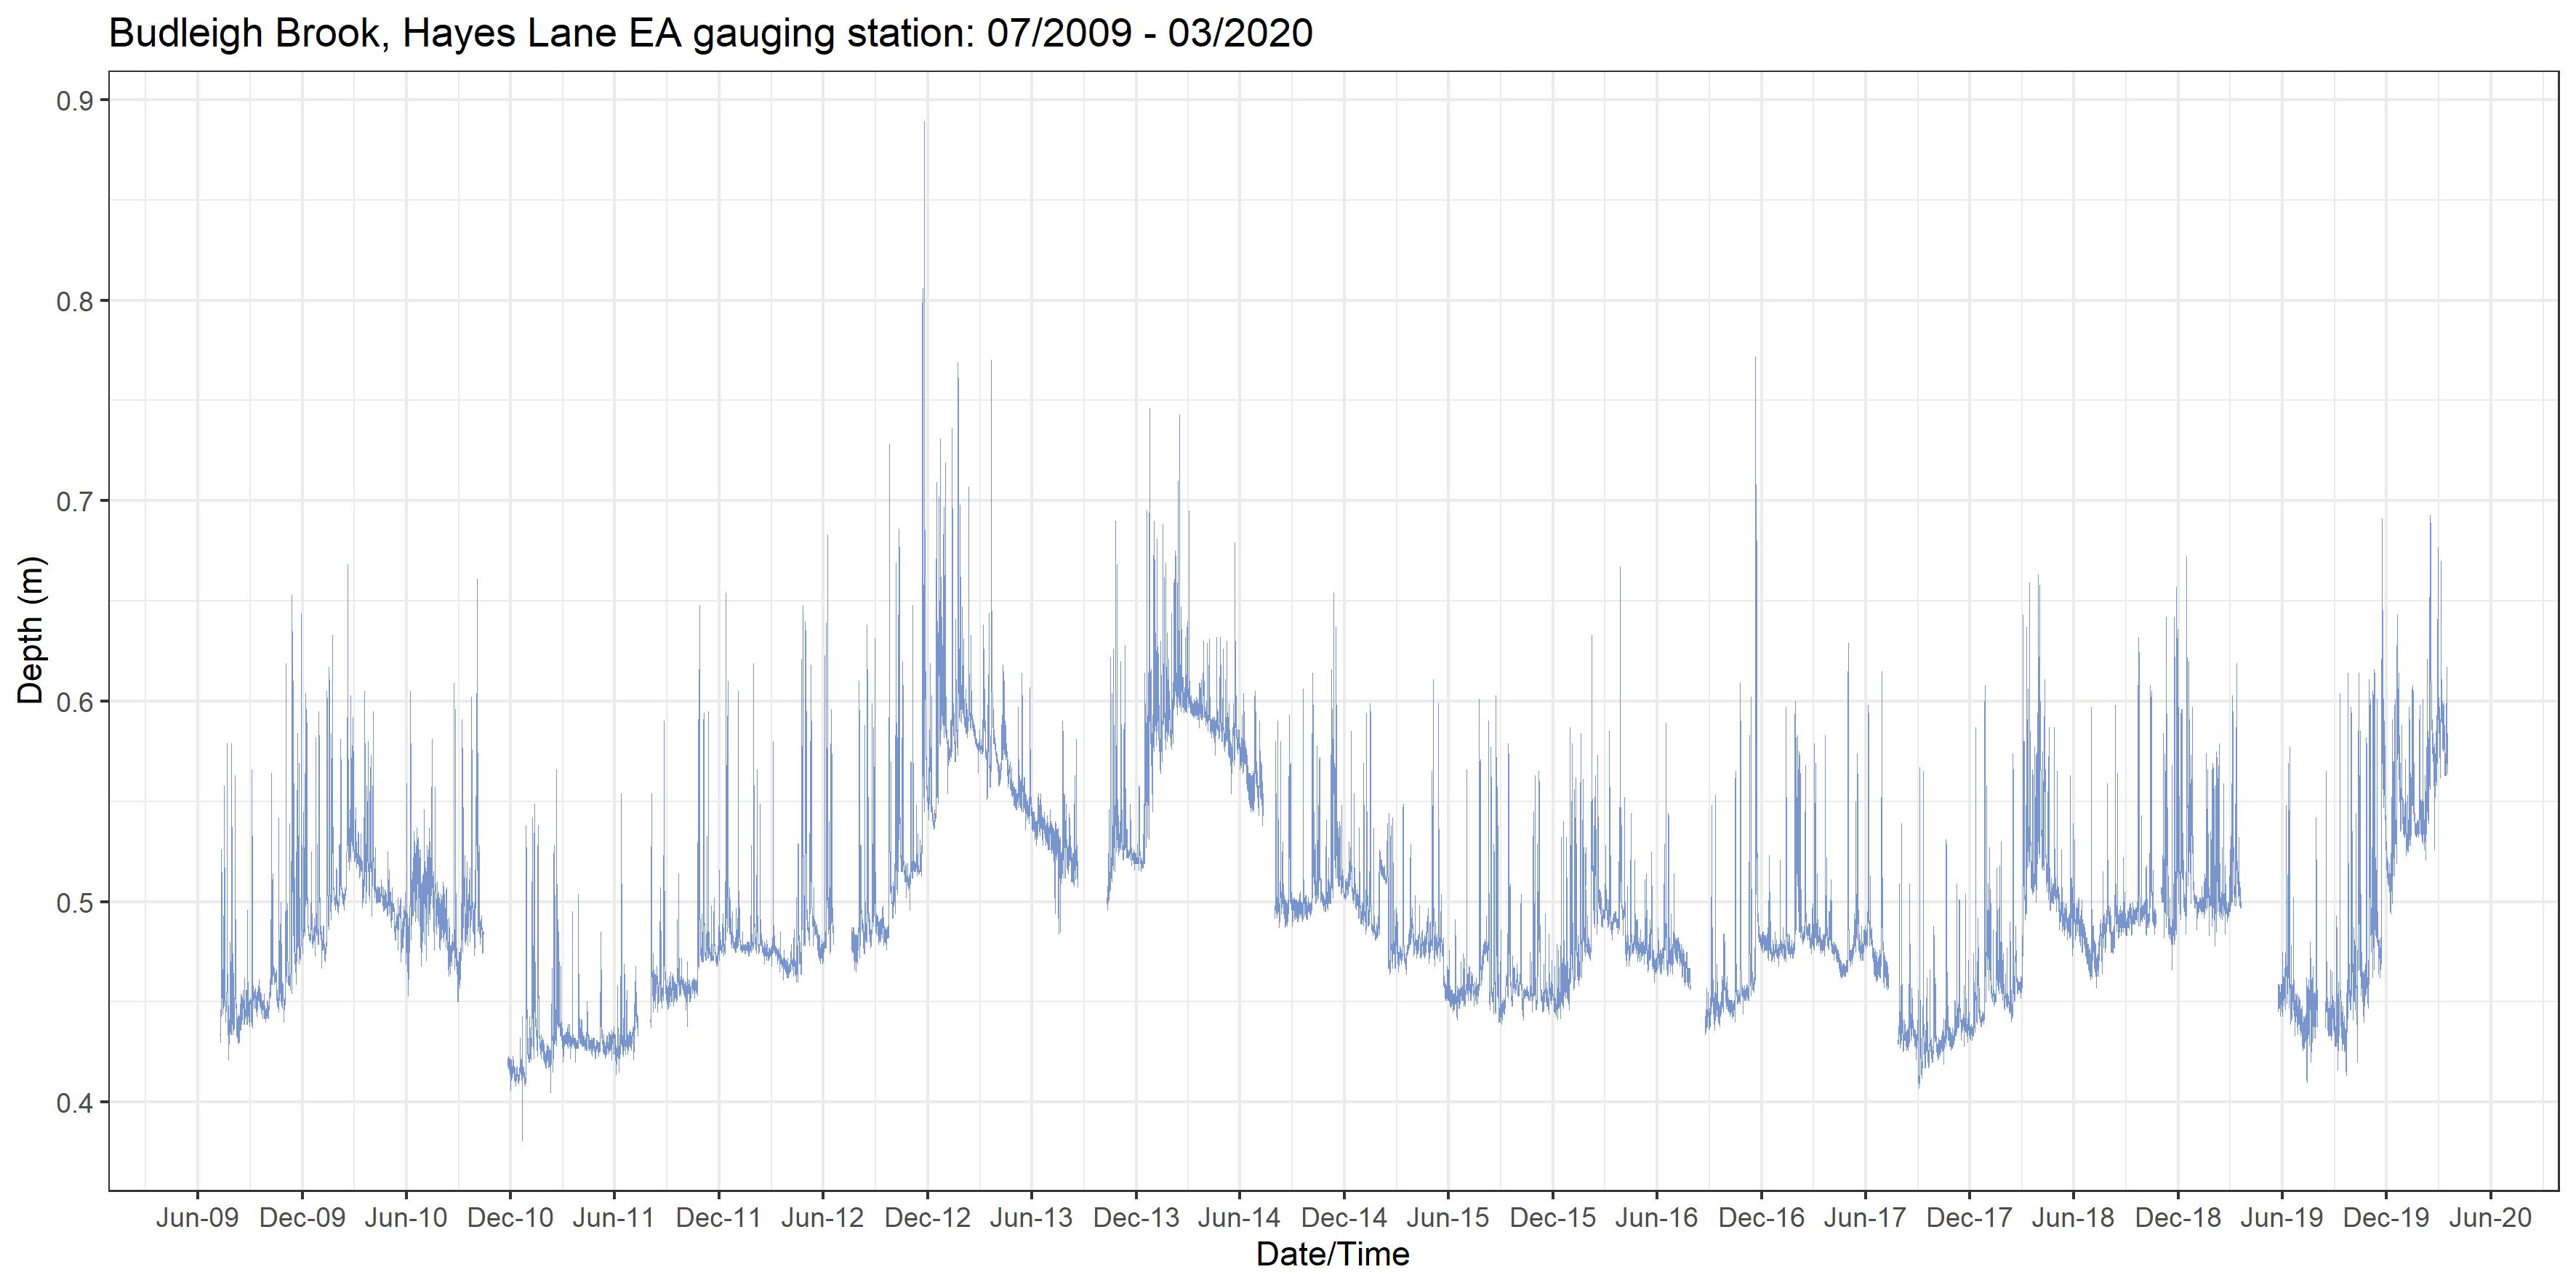 Budleigh Brook, Hayes Lane EA gauging station: 07/2009 - 03/2020
0.9
0.8
0.7
0.6
0.5
0.4
Depth (m)
Jun-09 Dec-09 Jun-10 Dec-10 Jun-11 Dec-11 Jun-12 Dec-12 Jun-13 Dec-13 Jun-14 Dec-14 Jun-15 Dec-15 Jun-16 Dec-16 Jun-17 Dec-17 Jun-18 Dec-18 Jun-19 Dec-19 Jun-20
Date/Time